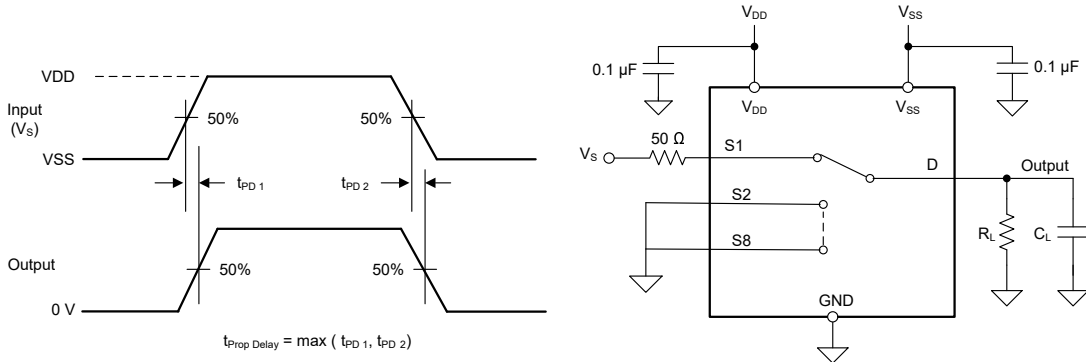 VDD
Input
(VS)
VSS
50%
50%
tPD 1
tPD 2
Output
0 V
50%
50%
tProp Delay = max ( tPD 1, tPD 2)
VDD
VSS
0.1 µF
0.1 µF
VDD
VSS
VS
50 Ω
S1
D
Output
S2
S8
RL
CL
GND